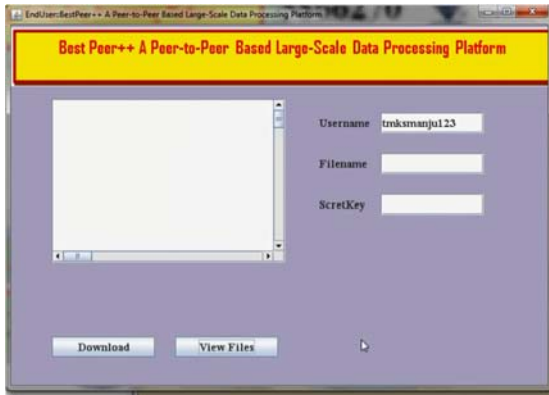 EndUser::BestPeer++ A Peer-to-Peer Based Large-Scale Data Processing Platform
Best Peer++ A Peer-to-Peer Based Large-Scale Data Processing Platform
Username tmksmanju123
Filename
ScretKey
Download View Files